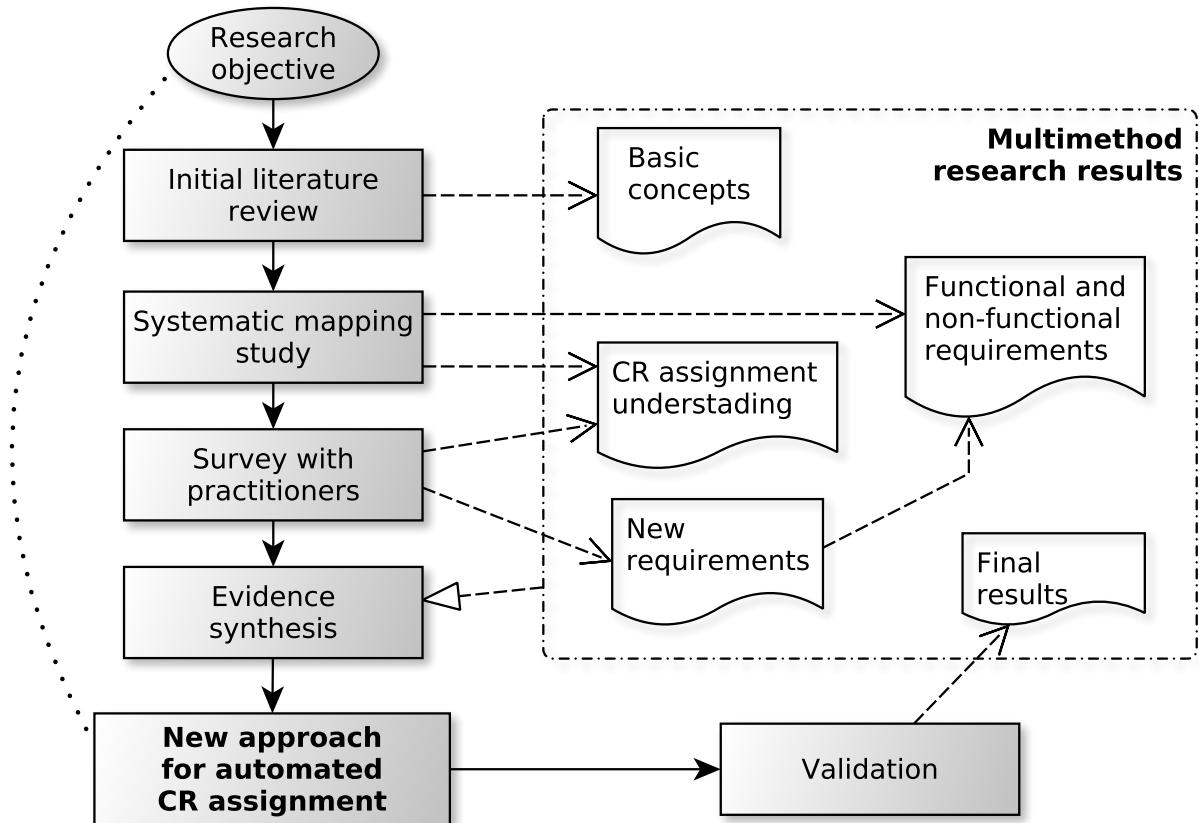 Research
objective
Initial literature
review
Systematic mapping
study
Survey with
practitioners
Evidence
synthesis
New approach
for automated
CR assignment
Multimethod
research results
Basic
concepts
Functional and
non-functional
requirements
CR assignment
understading
New
requirements
Final
results
Validation